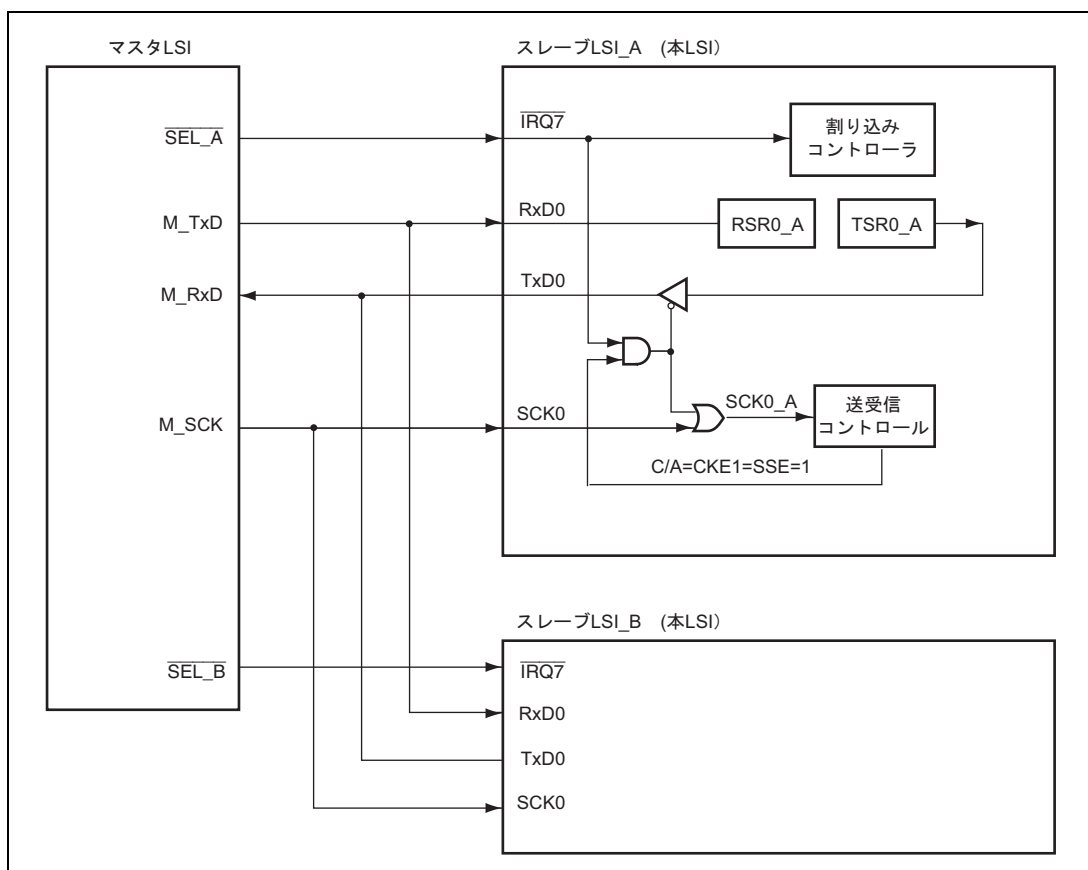 マスタLSI
SEL_A
M_TxD
M_RxD
M_SCK
SEL_B
スレーブLSI_A (本LSI)
IRQ7
割り込み
コントローラ
RxD0
RSR0_A
TSR0_A
TxD0
SCK0
SCK0_A
送受信
コントロール
C/A=CKE1=SSE=1
スレーブLSI_B (本LSI)
IRQ7
RxD0
TxD0
SCK0